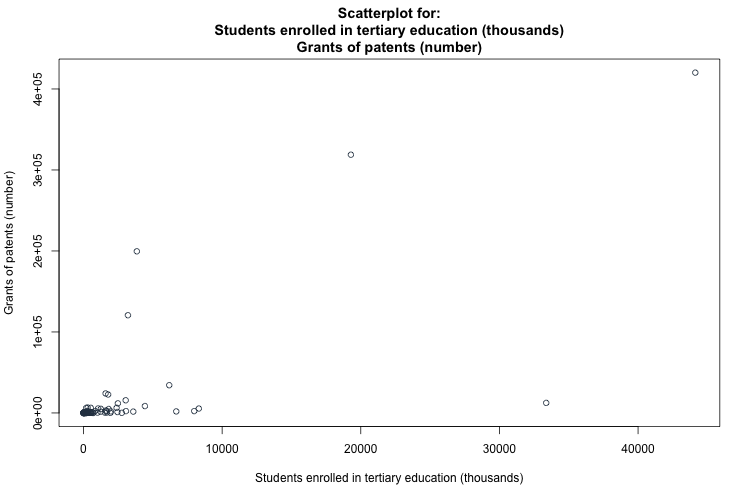 Scatterplot for:
Students enrolled in tertiary education (thousands)
Grants of patents (number)
Grants of patents (number)
4e+05
3e+05
2e+05
1e+05
0e+00
0
10000
20000
30000
40000
Students enrolled in tertiary education (thousands)